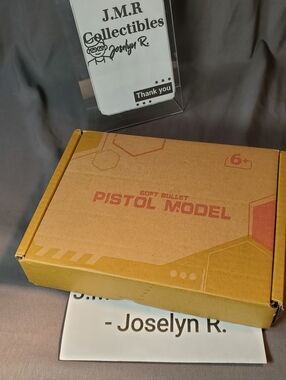 J.M.R
Collectibles
Joselyn R.
Thank you
6+
SOFT BULLET
PISTOL MODEL
- Joselyn R.